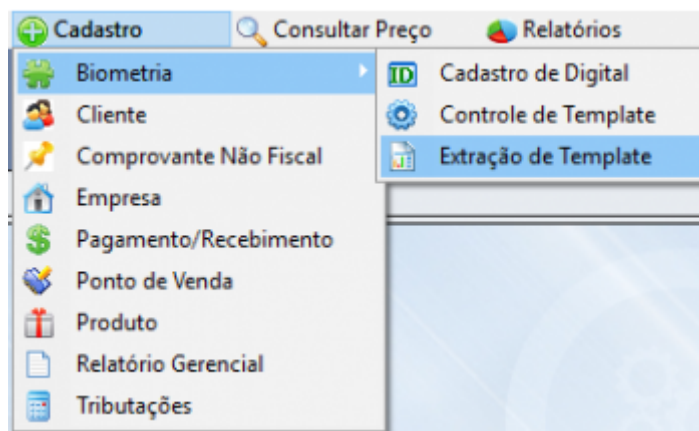 Cadastro Consultar Preço Relatórios
Biometria
Cliente
Comprovante Não Fiscal
Empresa
Pagamento/Recebimento
Ponto de Venda
Produto
Relatório Gerencial
Tributações
ID Cadastro de Digital
Controle de Template
Extração de Template